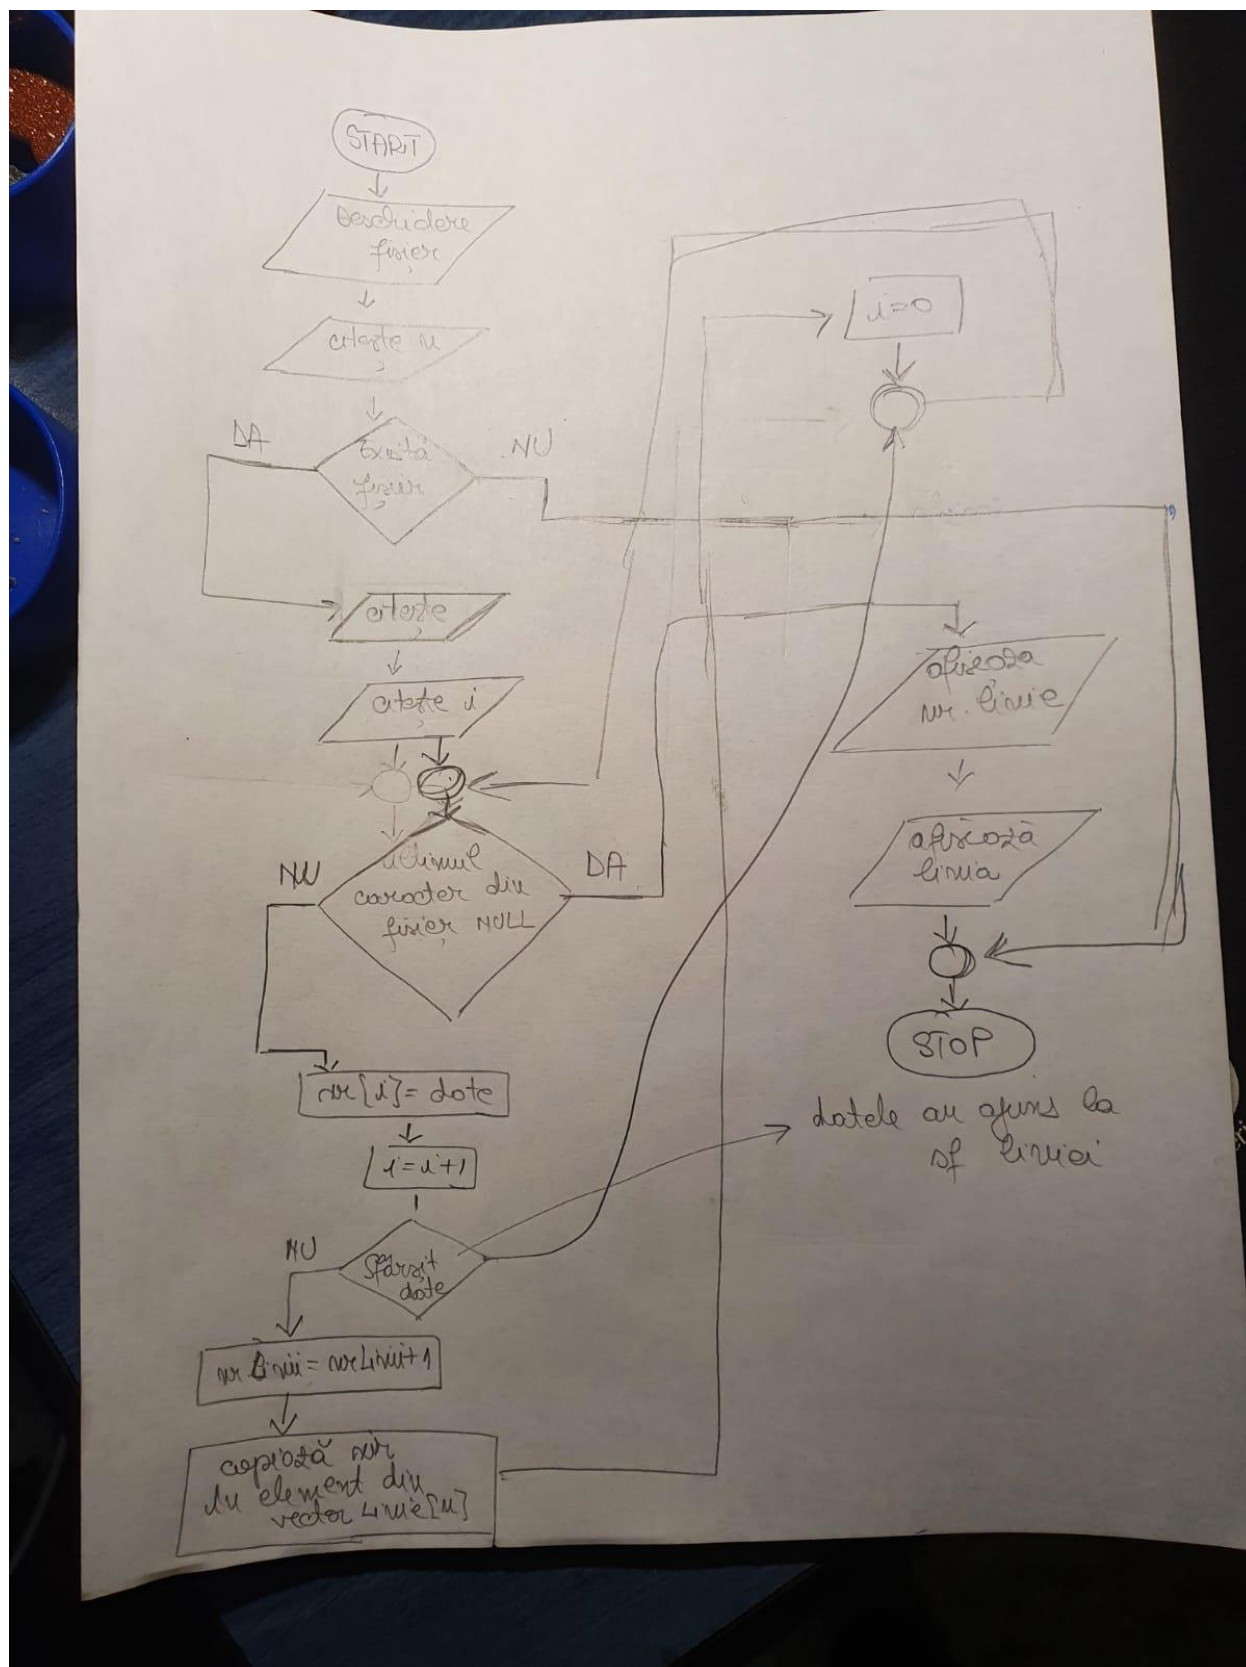 START
Deschidere
fișier
citește n
DA
NU
Există
fișier
citește
citește i
NU
DA
ultimul
caracter din
fișier NULL
nr[i]= date
i=i+1
NU
Sfârșit
date
nr Linii = nr Linii+1
copiază șir
în element din
vector Linie[n]
i=0
afișează
nr. linie
afișează
linia
STOP
datele au ajuns la
sf liniei